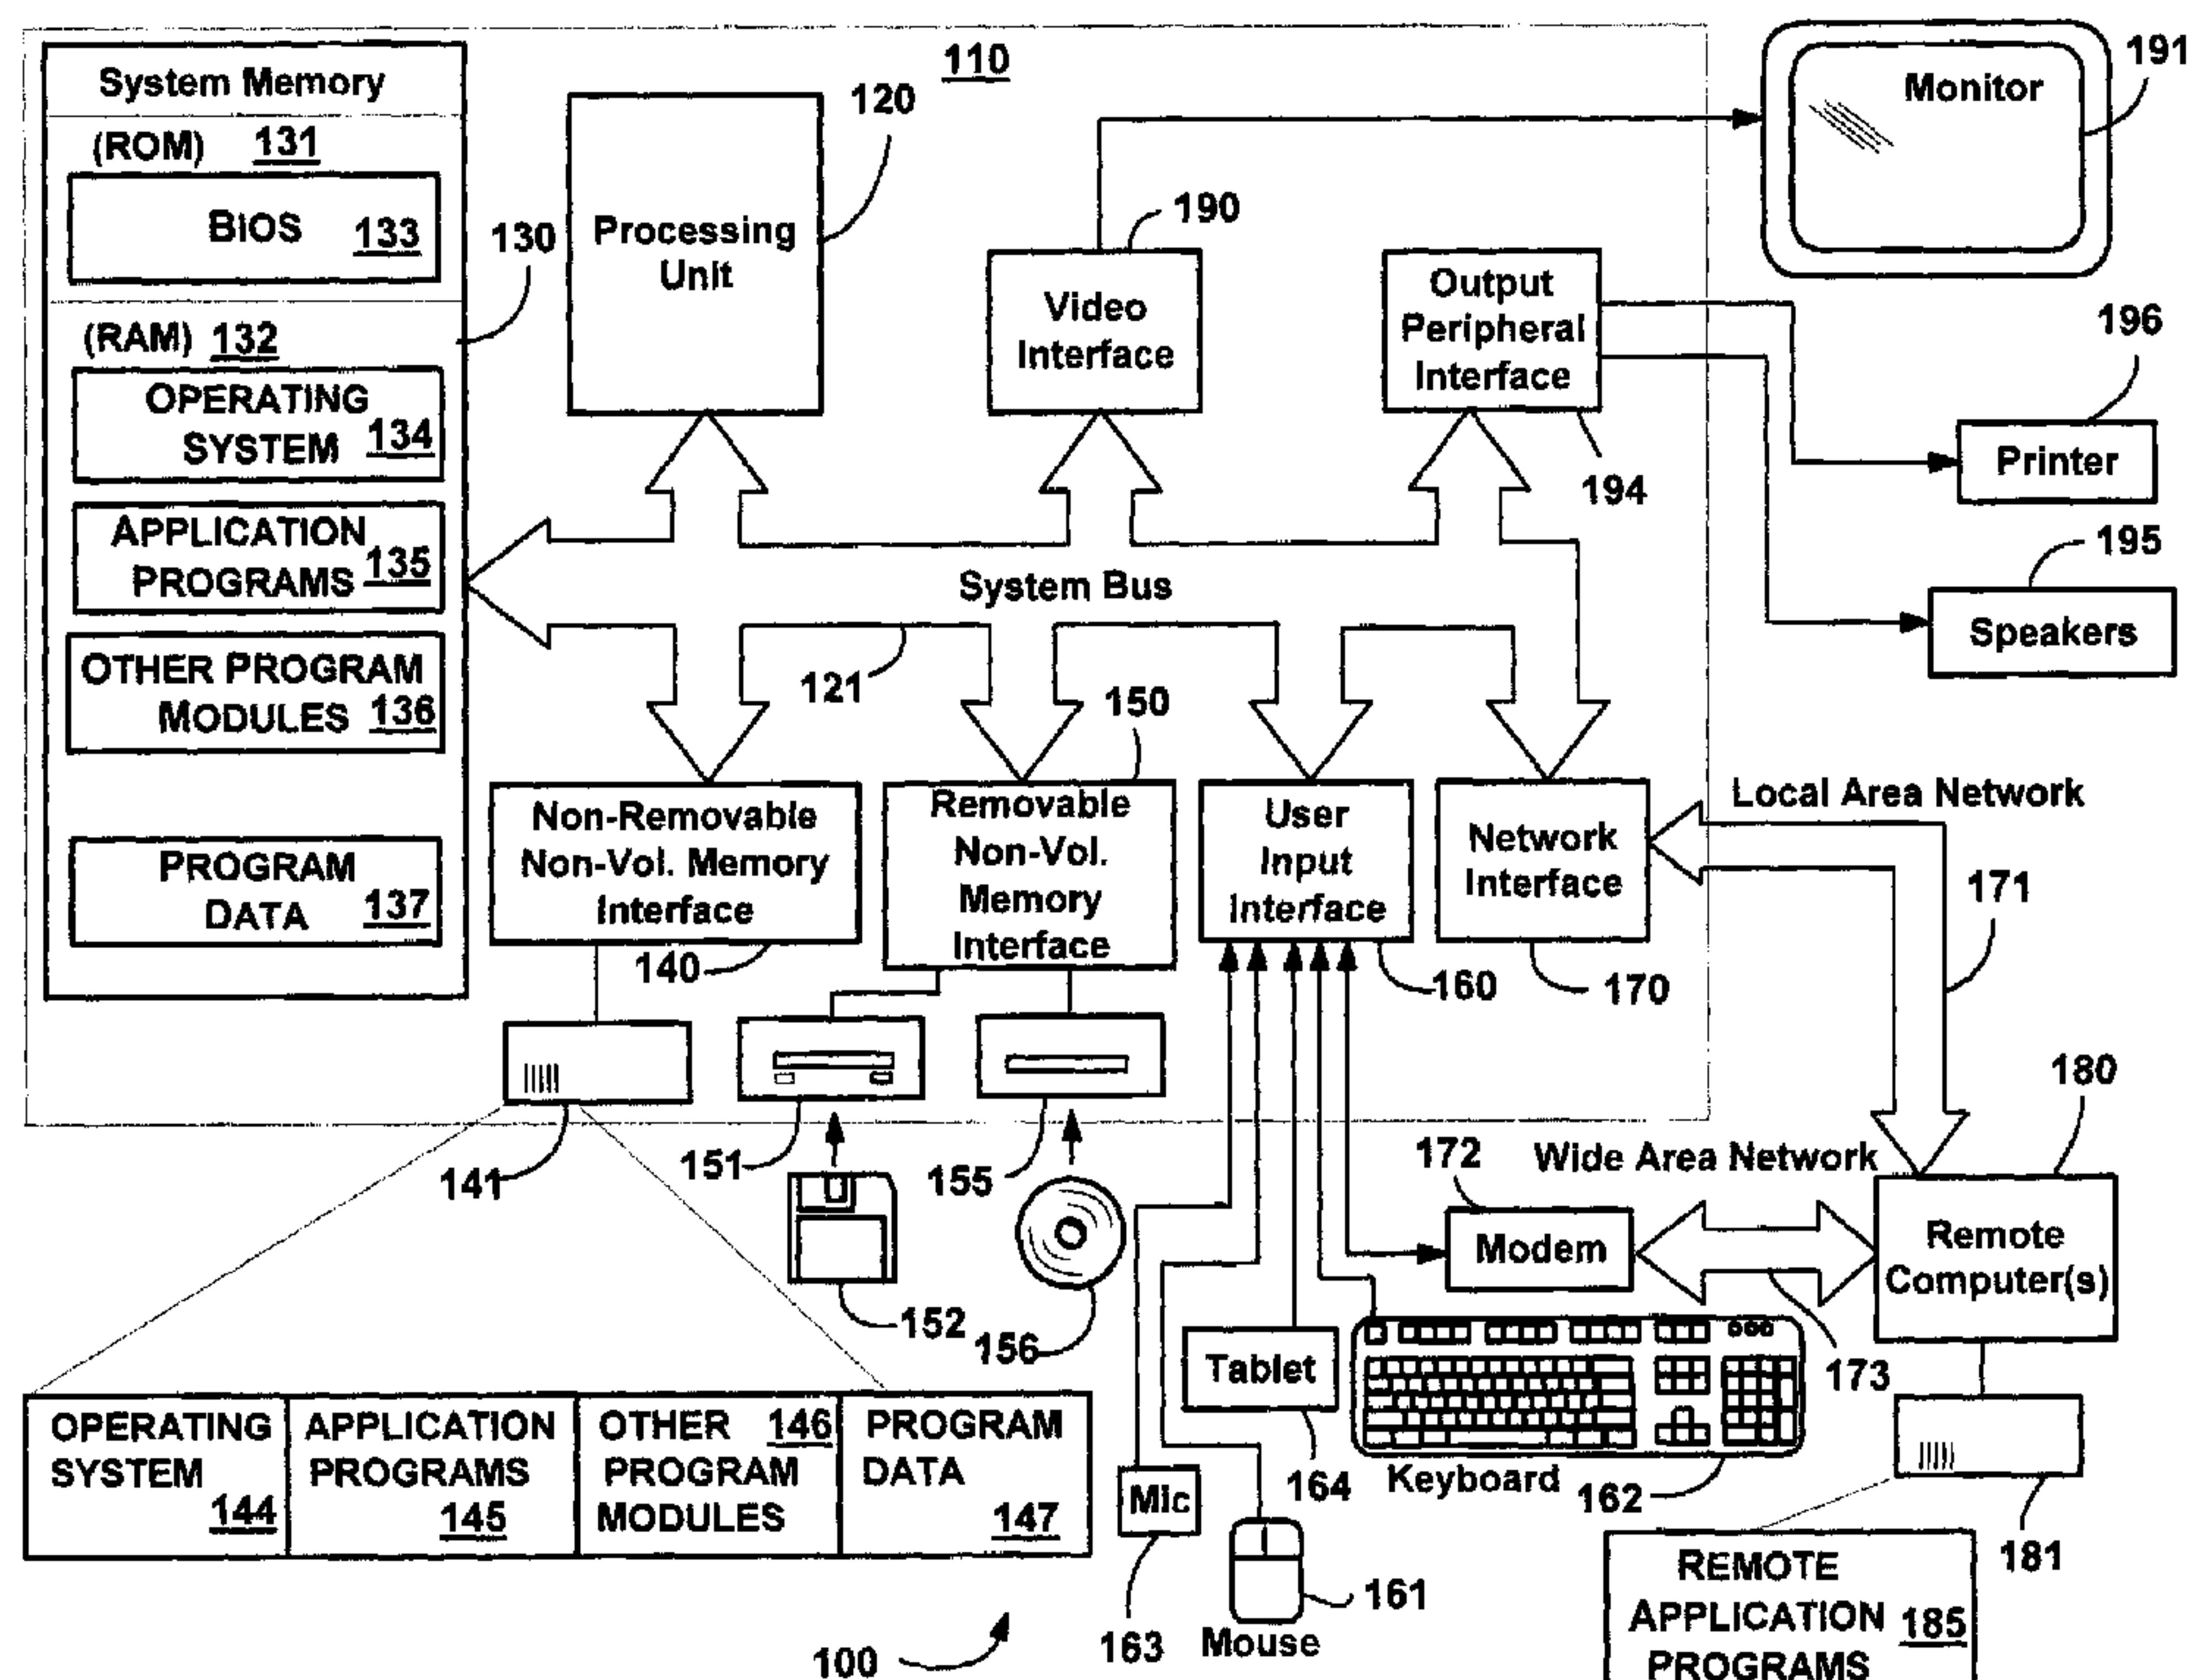 110
System Memory
(ROM) 131
BIOS 133
130
(RAM) 132
OPERATING
SYSTEM 134
APPLICATION
PROGRAMS 135
OTHER PROGRAM
MODULES 136
PROGRAM
DATA 137
120
Processing
Unit
190
Video
Interface
Output
Peripheral
Interface
194
Monitor
191
196
Printer
195
Speakers
System Bus
121
Non-Removable
Non-Vol. Memory
Interface
140
150
Removable
Non-Vol.
Memory
Interface
User
Input
Interface
160
Network
Interface
170
Local Area Network
171
141
151
152
155
156
172
Modem
Wide Area Network
173
180
Remote
Computer(s)
181
OPERATING
SYSTEM
144
APPLICATION
PROGRAMS
145
OTHER 146
PROGRAM
MODULES
PROGRAM
DATA
147
Mic
163
Tablet
164
Keyboard 162
161
Mouse
REMOTE
APPLICATION 185
PROGRAMS
100